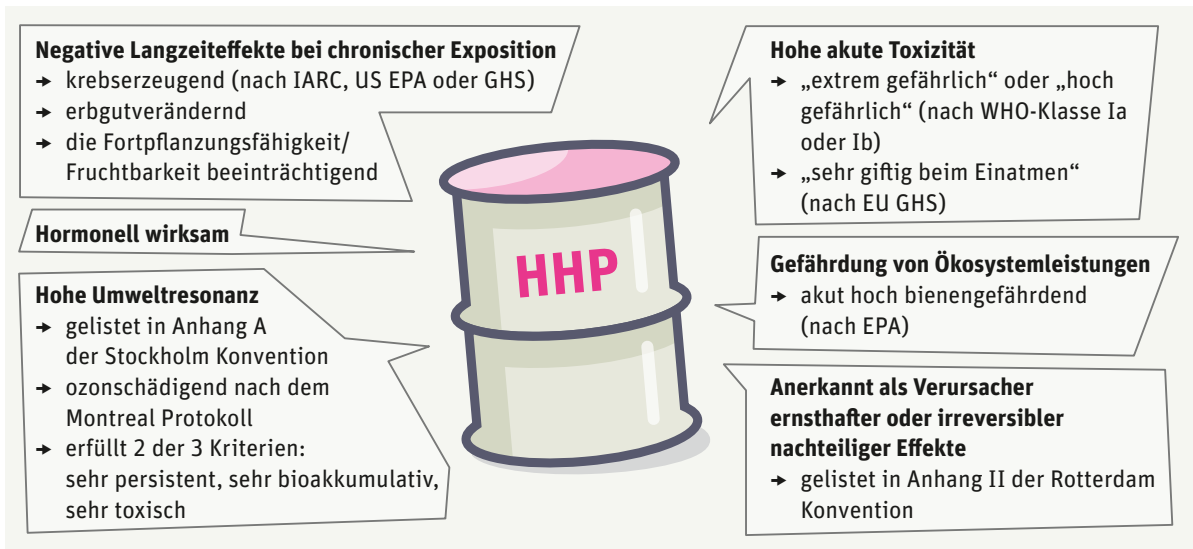 Negative Langzeiteffekte bei chronischer Exposition
→ krebserzeugend (nach IARC, US EPA oder GHS)
→ erbgutverändernd
→ die Fortpflanzungsfähigkeit/
Fruchtbarkeit beeinträchtigend
Hormonell wirksam
Hohe Umweltresonanz
→ gelistet in Anhang A
der Stockholm Konvention
→ ozonschädigend nach dem
Montreal Protokoll
→ erfüllt 2 der 3 Kriterien:
sehr persistent, sehr bioakkumulativ,
sehr toxisch
HHP
Hohe akute Toxizität
→ „extrem gefährlich“ oder „hoch
gefährlich“ (nach WHO-Klasse Ia
oder Ib)
→ „sehr giftig beim Einatmen“
(nach EU GHS)
Gefährdung von Ökosystemleistungen
→ akut hoch bienengefährdend
(nach EPA)
Anerkannt als Verursacher
ernsthafter oder irreversibler
nachteiliger Effekte
→ gelistet in Anhang II der Rotterdam
Konvention